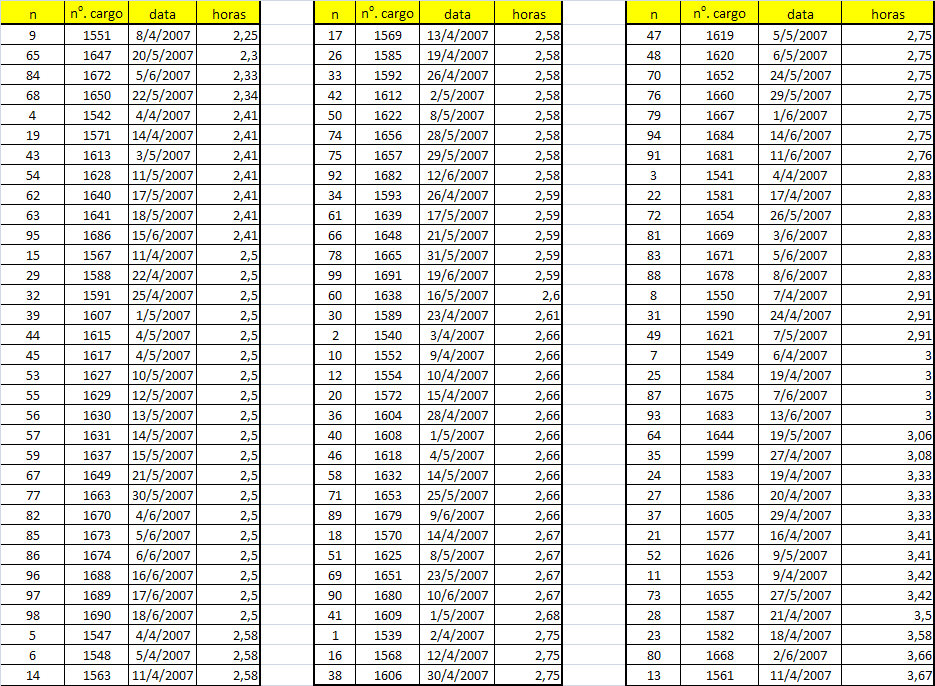 n nº. cargo data horas n nº. cargo data horas n nº. cargo data horas
9 1551 8/4/2007 2,25 17 1569 13/4/2007 2,58 47 1619 5/5/2007 2,75
65 1647 20/5/2007 2,3 26 1585 19/4/2007 2,58 48 1620 6/5/2007 2,75
84 1672 5/6/2007 2,33 33 1592 26/4/2007 2,58 70 1652 24/5/2007 2,75
68 1650 22/5/2007 2,34 42 1612 2/5/2007 2,58 76 1660 29/5/2007 2,75
4 1542 4/4/2007 2,41 50 1622 8/5/2007 2,58 79 1667 1/6/2007 2,75
19 1571 14/4/2007 2,41 74 1656 28/5/2007 2,58 94 1684 14/6/2007 2,75
43 1613 3/5/2007 2,41 75 1657 29/5/2007 2,58 91 1681 11/6/2007 2,76
54 1628 11/5/2007 2,41 92 1682 12/6/2007 2,58 3 1541 4/4/2007 2,83
62 1640 17/5/2007 2,41 34 1593 26/4/2007 2,59 22 1581 17/4/2007 2,83
63 1641 18/5/2007 2,41 61 1639 17/5/2007 2,59 72 1654 26/5/2007 2,83
95 1686 15/6/2007 2,41 66 1648 21/5/2007 2,59 81 1669 3/6/2007 2,83
15 1567 11/4/2007 2,5 78 1665 31/5/2007 2,59 83 1671 5/6/2007 2,83
29 1588 22/4/2007 2,5 99 1691 19/6/2007 2,59 88 1678 8/6/2007 2,83
32 1591 25/4/2007 2,5 60 1638 16/5/2007 2,6 8 1550 7/4/2007 2,91
39 1607 1/5/2007 2,5 30 1589 23/4/2007 2,61 31 1590 24/4/2007 2,91
44 1615 4/5/2007 2,5 2 1540 3/4/2007 2,66 49 1621 7/5/2007 2,91
45 1617 4/5/2007 2,5 10 1552 9/4/2007 2,66 7 1549 6/4/2007 3
53 1627 10/5/2007 2,5 12 1554 10/4/2007 2,66 25 1584 19/4/2007 3
55 1629 12/5/2007 2,5 20 1572 15/4/2007 2,66 87 1675 7/6/2007 3
56 1630 13/5/2007 2,5 36 1604 28/4/2007 2,66 93 1683 13/6/2007 3
57 1631 14/5/2007 2,5 40 1608 1/5/2007 2,66 64 1644 19/5/2007 3,06
59 1637 15/5/2007 2,5 46 1618 4/5/2007 2,66 35 1599 27/4/2007 3,08
67 1649 21/5/2007 2,5 58 1632 14/5/2007 2,66 24 1583 19/4/2007 3,33
77 1663 30/5/2007 2,5 71 1653 25/5/2007 2,66 27 1586 20/4/2007 3,33
82 1670 4/6/2007 2,5 89 1679 9/6/2007 2,66 37 1605 29/4/2007 3,33
85 1673 5/6/2007 2,5 18 1570 14/4/2007 2,67 21 1577 16/4/2007 3,41
86 1674 6/6/2007 2,5 51 1625 8/5/2007 2,67 52 1626 9/5/2007 3,41
96 1688 16/6/2007 2,5 69 1651 23/5/2007 2,67 11 1553 9/4/2007 3,42
97 1689 17/6/2007 2,5 90 1680 10/6/2007 2,67 73 1655 27/5/2007 3,42
98 1690 18/6/2007 2,5 41 1609 1/5/2007 2,68 28 1587 21/4/2007 3,5
5 1547 4/4/2007 2,58 1 1539 2/4/2007 2,75 23 1582 18/4/2007 3,58
6 1548 5/4/2007 2,58 16 1568 12/4/2007 2,75 80 1668 2/6/2007 3,66
14 1563 11/4/2007 2,58 38 1606 30/4/2007 2,75 13 1561 11/4/2007 3,67